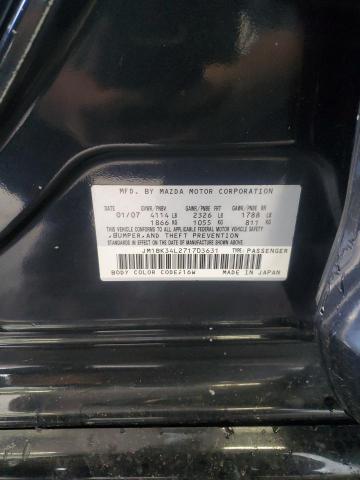 MFD. BY MAZDA MOTOR CORPORATION
DATE GVWR/PNBV GAWR/PNBE FRT GAWR/PNBE RR
01/07 4114 LB 2326 LB 1788 LB
1866 KG 1055 KG 811 KG
THIS VEHICLE CONFORMS TO ALL APPLICABLE
FEDERAL MOTOR VEHICLE SAFETY,
BUMPER,AND THEFT PREVENTION
STANDARDS IN EFFECT ON THE DATE OF MANUFACTURE SHOWN ABOVE.
JM1BK34L2717D3631 TYPE: PASSENGER
BODY COLOR CODE/16W MADE IN JAPAN